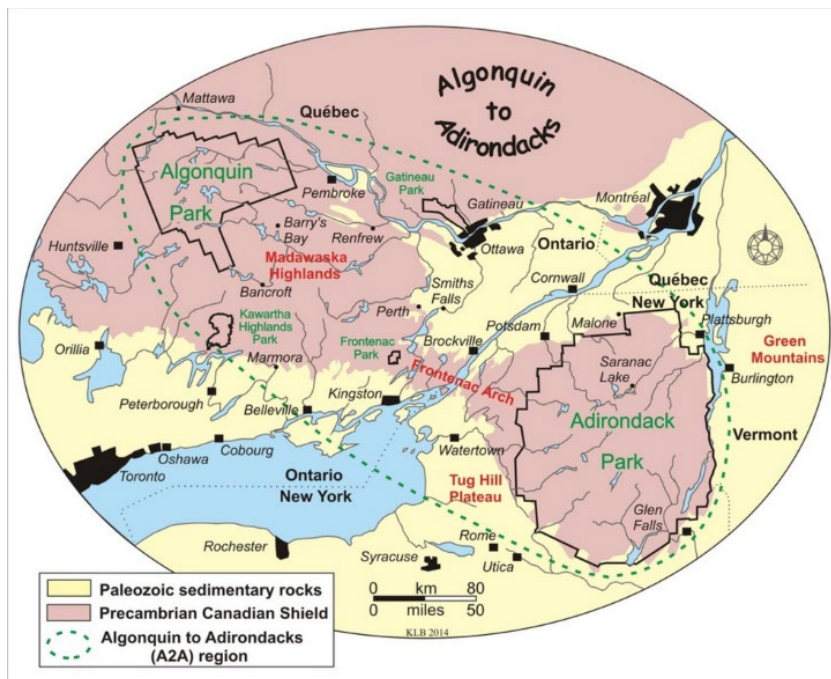 Algonquin
to
Adirondacks
Mattawa
Québec
Algonquin
Park
Pembroke
Gatineau
Park
Gatineau
Montréal
Huntsville
Barry's
Bay
Renfrew
Ottawa
Ontario
Madawaska
Highlands
Bancroft
Smiths
Falls
Cornwall
Québec
New York
Perth
Plattsburgh
Kawartha
Highlands
Park
Orillia
Frontenac
Park
Brockville
Potsdam
Malone
Green
Mountains
Marmora
Saranac
Lake
Burlington
Frontenac Arch
Peterborough
Belleville
Kingston
Adirondack
Park
Vermont
Toronto
Oshawa
Cobourg
Ontario
New York
Watertown
Tug Hill
Plateau
Glen
Falls
Rochester
Syracuse
Rome
Utica
Paleozoic sedimentary rocks
Precambrian Canadian Shield
Algonquin to Adirondacks
(A2A) region
0 km 80
0 miles 50
KLB 2014